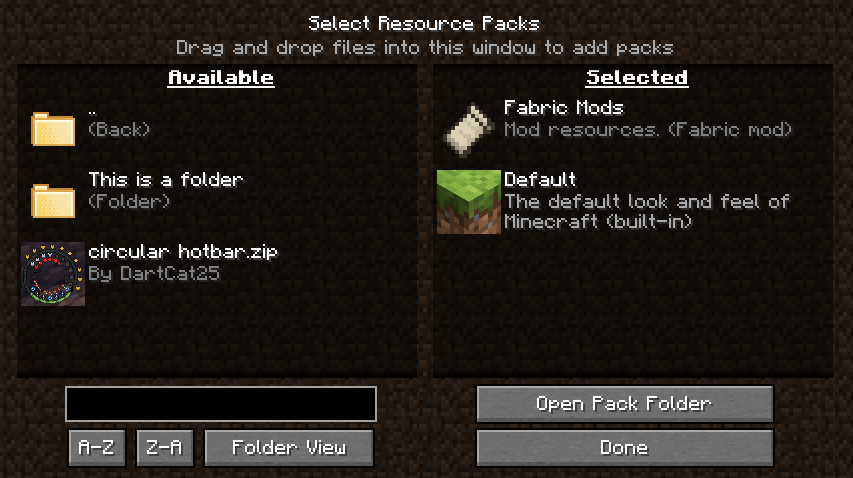 Select Resource Packs
Drag and drop files into this window to add packs
Available
..
(Back)
This is a folder
(Folder)
circular hotbar.zip
By DartCat25
Selected
Fabric Mods
Mod resources. (Fabric mod)
Default
The default look and feel of
Minecraft (built-in)
A-Z
Z-A
Folder View
Open Pack Folder
Done